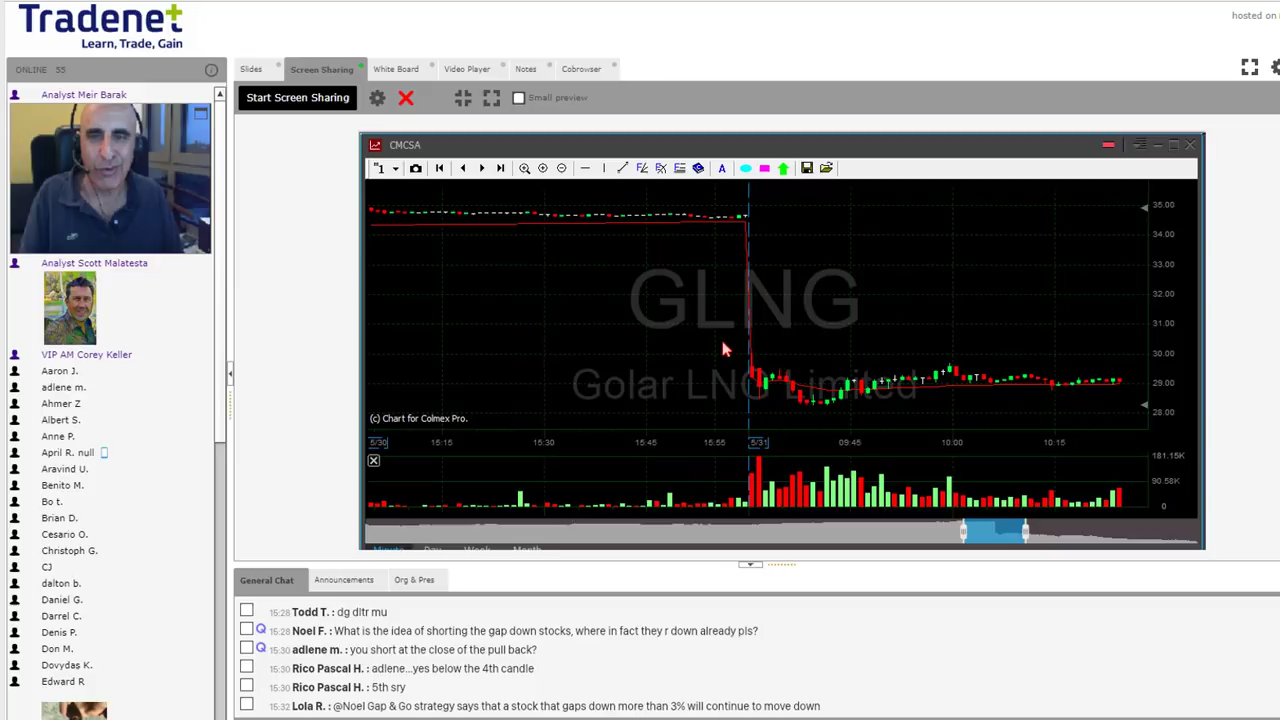 Tradenet
Learn, Trade, Gain
ONLINE 55
Analyst Meir Barak
Analyst Scott Malatesta
VIP AM Corey Keller
Aaron J.
adlene m.
Ahmer Z
Albert S.
Anne P.
April R. null
Aravind U.
Benito M.
Bo t.
Brian D.
Cesario O.
Christoph G.
CJ
dalton b.
Daniel G.
Darrel C.
Denis P.
Don M.
Dovydas K.
Edward R
hosted on
Slides
Screen Sharing
White Board
Video Player
Notes
Cobrowser
Start Screen Sharing
Small preview
CMCSA
1
A
GLNG
Golar LNG Limited
(c) Chart for Colmex Pro.
35.00
34.00
33.00
32.00
31.00
30.00
29.00
28.00
5/30 15:15 15:30 15:45 15:55 5/31 09:45 10:00 10:15
181.15K
90.58K
0
Minute Day Week Month
General Chat
Announcements
Org & Pres
15:28 Todd T. : dg dltr mu
Q 15:28 Noel F. : What is the idea of shorting the gap down stocks, where in fact they r down already pls?
Q 15:30 adlene m. : you short at the close of the pull back?
15:30 Rico Pascal H. : adlene...yes below the 4th candle
15:30 Rico Pascal H. : 5th sry
15:32 Lola R. : @Noel Gap & Go strategy says that a stock that gaps down more than 3% will continue to move down